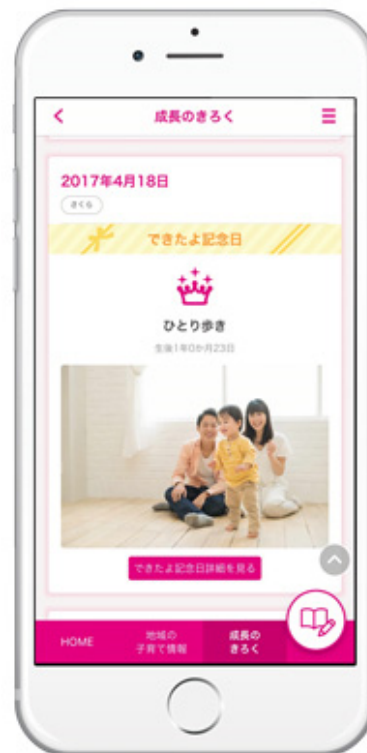 成長のきろく
2017年4月18日
さくら
できたよ記念日
ひとり歩き
生後1年0か月23日
できたよ記念日詳細を見る
HOME
地域の
子育て情報
成長の
きろく